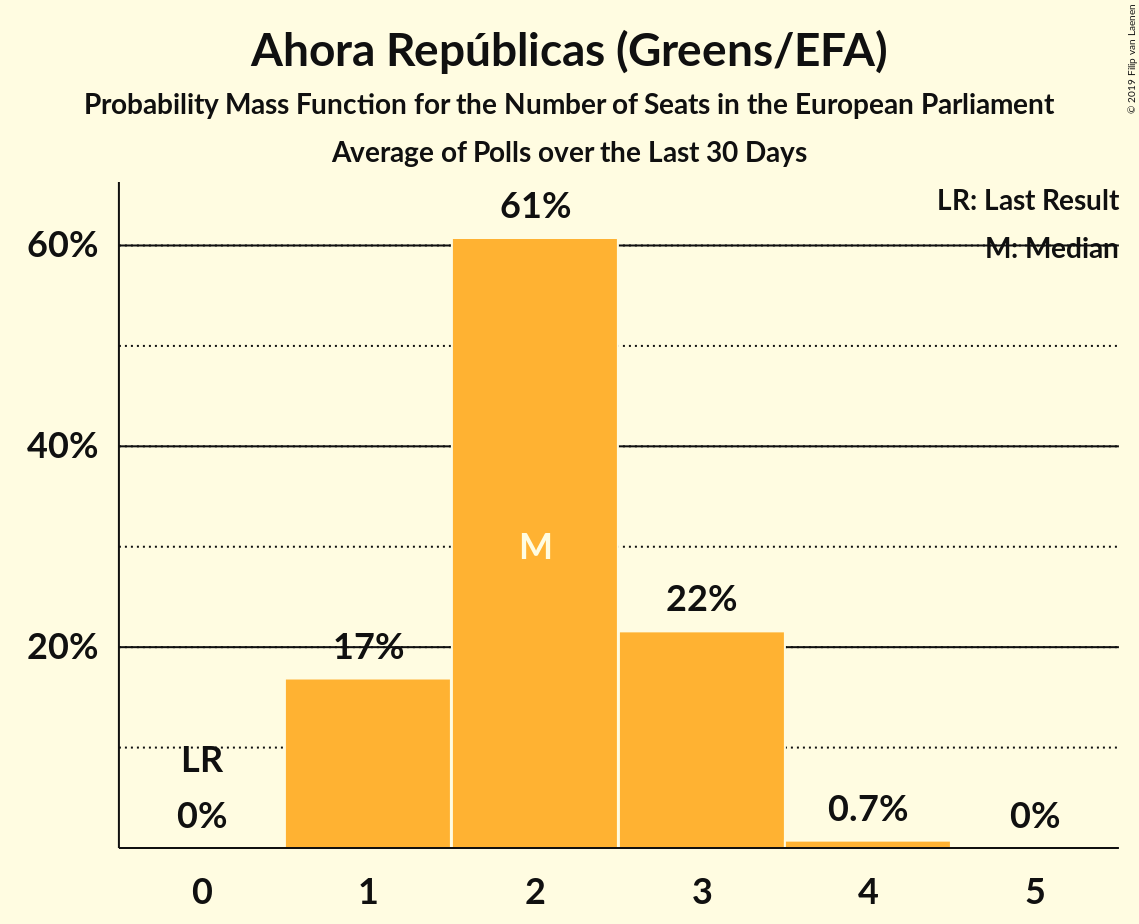 Ahora Repúblicas (Greens/EFA)
Probability Mass Function for the Number of Seats in the European Parliament
Average of Polls over the Last 30 Days
© 2019 Filip van Laenen
LR: Last Result
M: Median
61%
60%
40%
M
22%
20%
17%
LR
0%
0.7%
0%
0 1 2 3 4 5